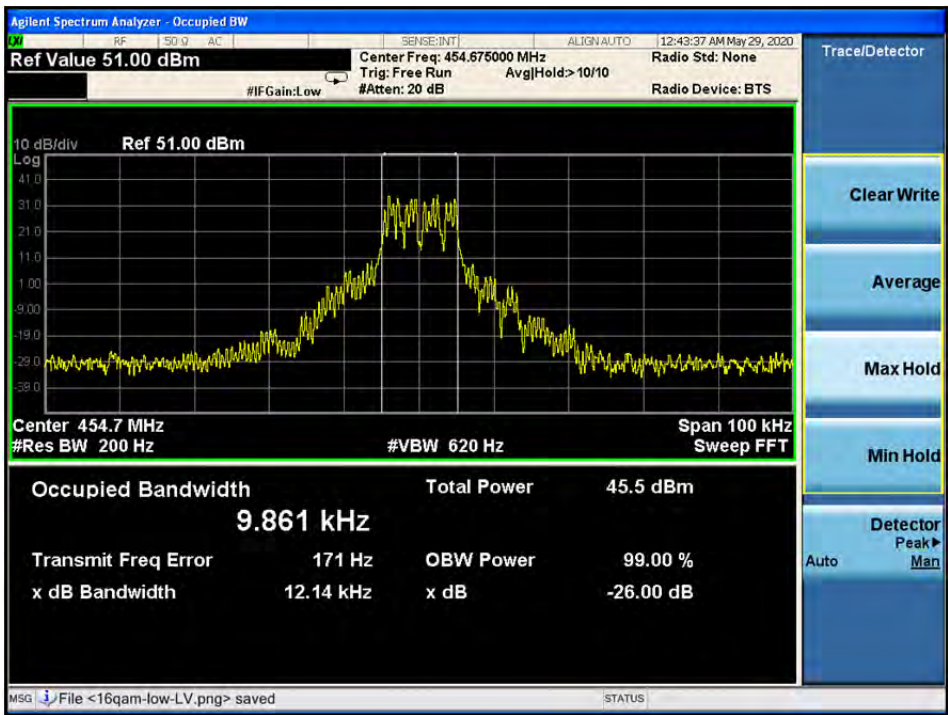 Agilent Spectrum Analyzer - Occupied BW
LXI RF 50 Ω AC SENSE:INT ALIGN AUTO 12:43:37 AM May 29, 2020
Ref Value 51.00 dBm
Center Freq: 454.675000 MHz
Radio Std: None
Trig: Free Run Avg|Hold:>10/10
#IFGain:Low #Atten: 20 dB
Radio Device: BTS
Trace/Detector
10 dB/div Ref 51.00 dBm
Log
41.0
31.0
21.0
11.0
1.00
-9.00
-19.0
-29.0
-39.0
Center 454.7 MHz Span 100 kHz
#Res BW 200 Hz #VBW 620 Hz Sweep FFT
Occupied Bandwidth Total Power 45.5 dBm
9.861 kHz
Transmit Freq Error 171 Hz OBW Power 99.00 %
x dB Bandwidth 12.14 kHz x dB -26.00 dB
Clear Write
Average
Max Hold
Min Hold
Detector
Peak▶
Auto Man
MSG File <16qam-low-LV.png> saved STATUS